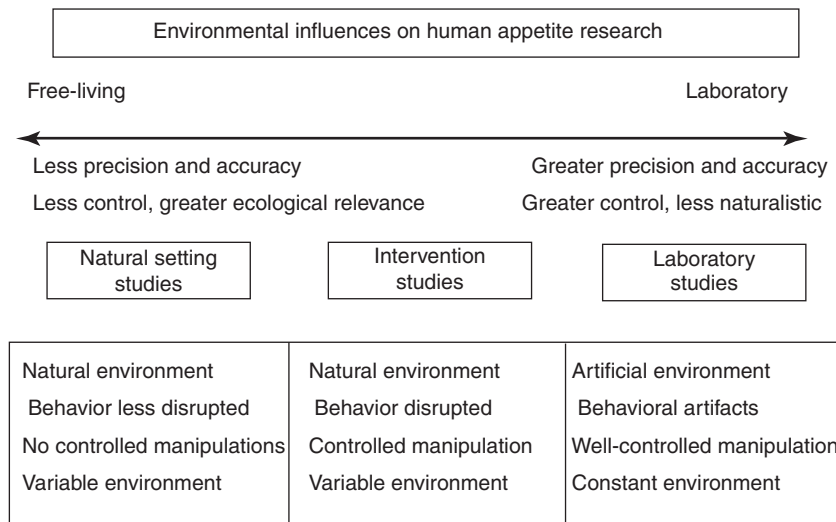 Environmental influences on human appetite research
Free-living
Laboratory
Less precision and accuracy
Greater precision and accuracy
Less control, greater ecological relevance
Greater control, less naturalistic
Natural setting
studies
Intervention
studies
Laboratory
studies
Natural environment
Behavior less disrupted
No controlled manipulations
Variable environment
Natural environment
Behavior disrupted
Controlled manipulation
Variable environment
Artificial environment
Behavioral artifacts
Well-controlled manipulation
Constant environment